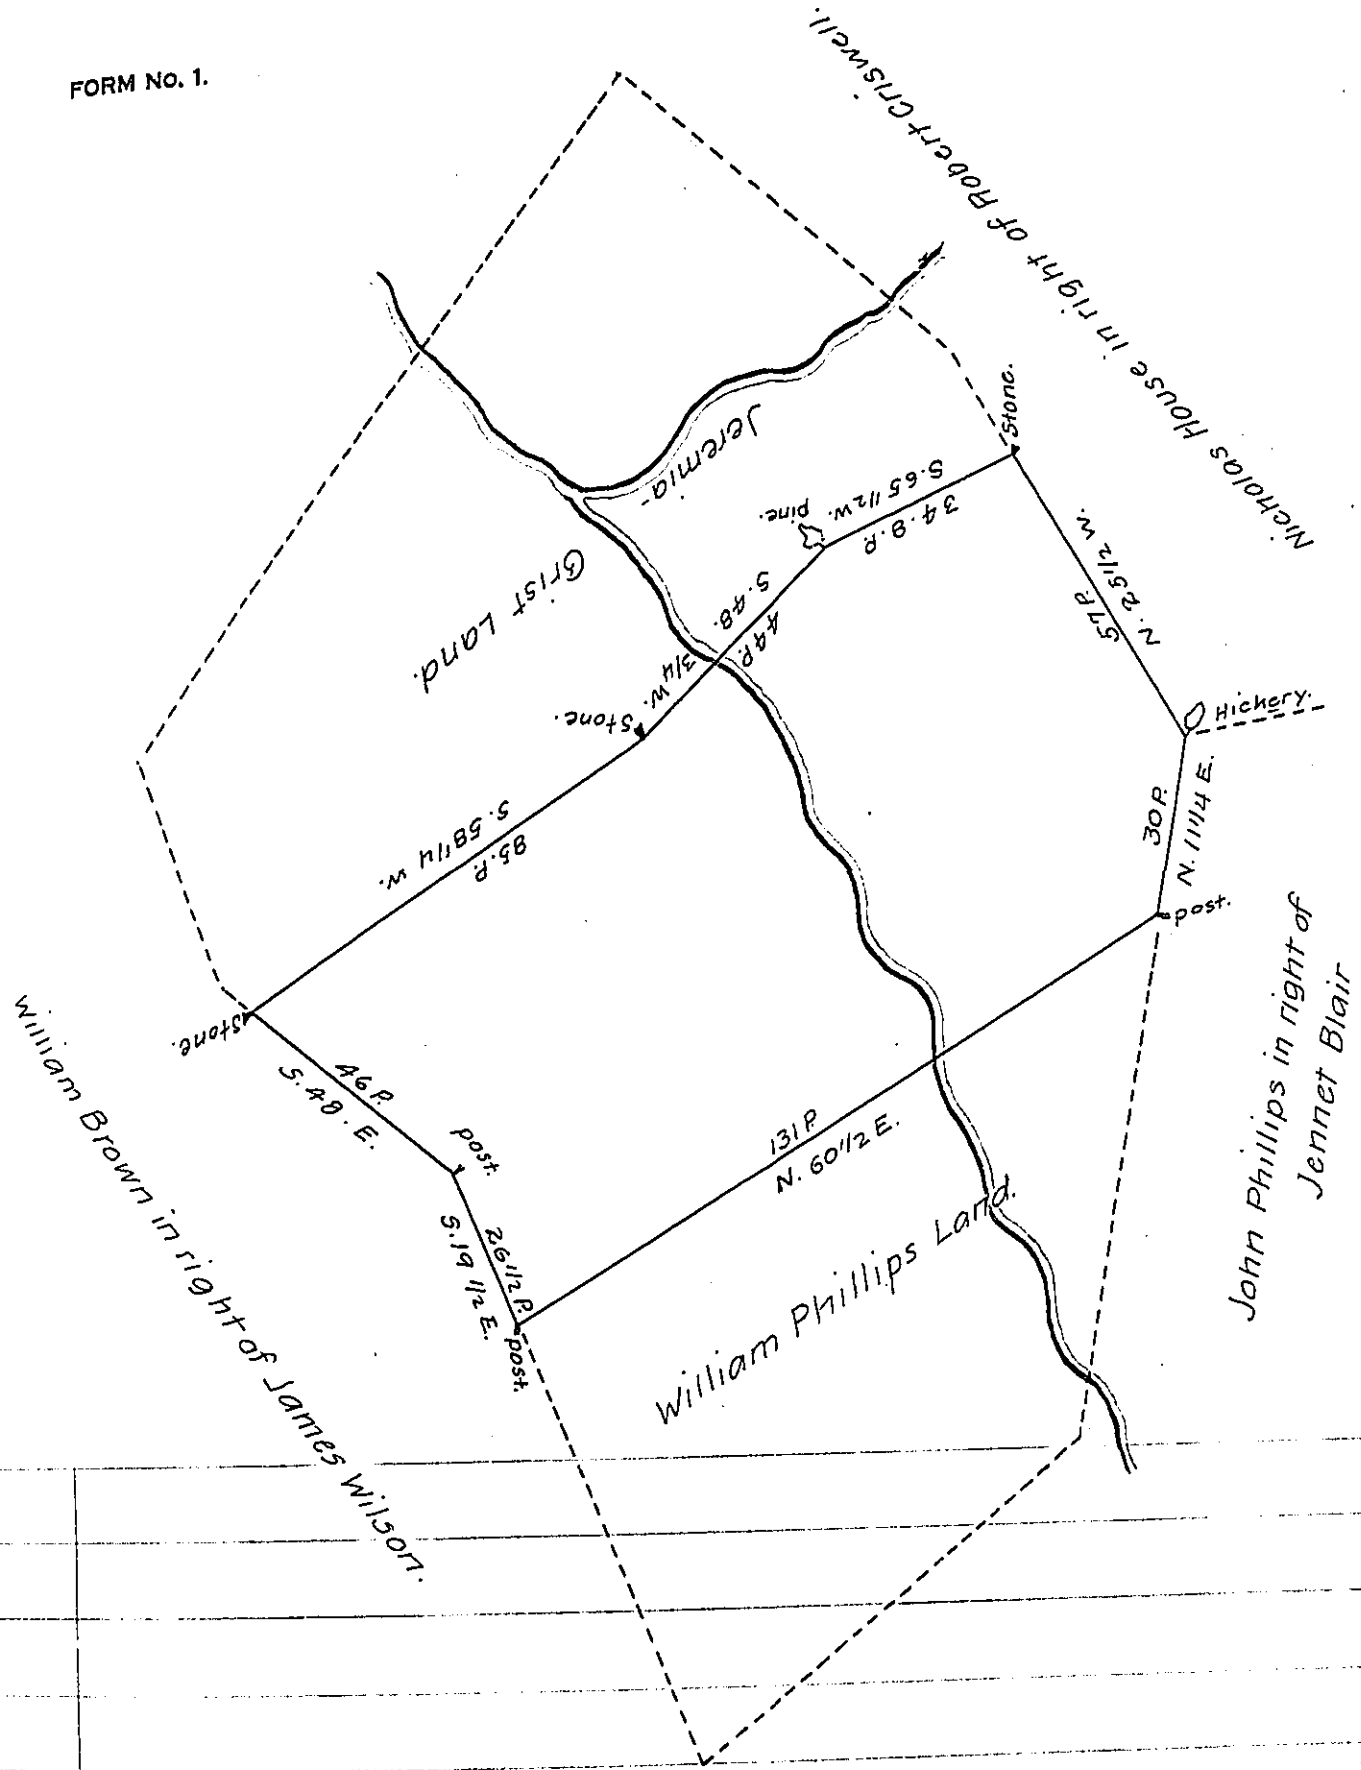 FORM No. 1.
Nicholas House in right of Robert Criswell.
Jeremia-
Grist Land.
Stone.
S. 65 1/2 W.
34.8.P.
pine.
S. 48.
3/4 W.
44 P.
Stone.
57 P.
N. 25 1/2 W.
Hickory.
30 P.
N. 11 1/4 E.
post.
S. 58 1/4 W.
85. P.
Stone.
46 P.
S. 48. E.
post.
26 1/2 P.
S. 19 1/2 E.
post.
131 P.
N. 60 1/2 E.
William Phillips Land.
John Phillips in right of
Jennet Blair
William Brown in right of James Wilson.